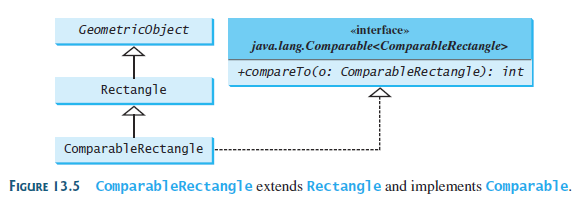 GeometricObject
«interface»
java.lang.Comparable<ComparableRectangle>
+compareTo(o: ComparableRectangle): int
Rectangle
ComparableRectangle
FIGURE 13.5 ComparableRectangle extends Rectangle and implements Comparable.